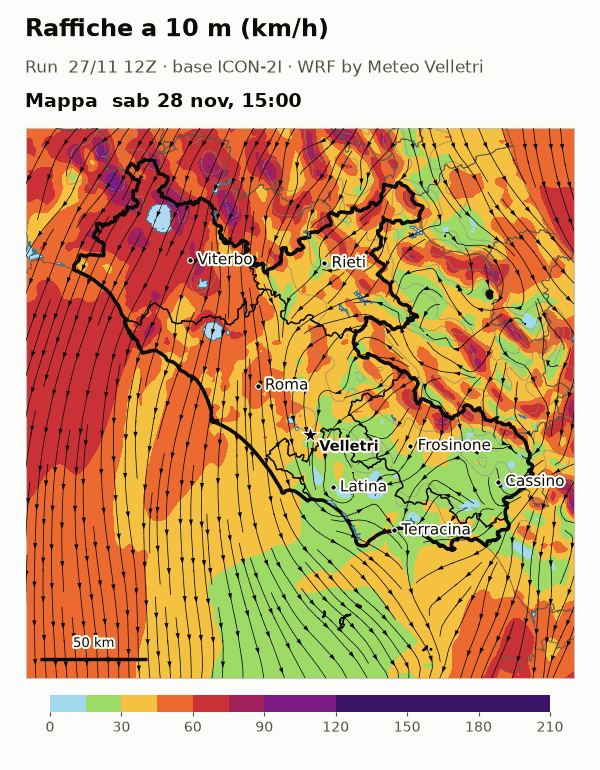 Raffiche a 10 m (km/h)
Run 27/11 12Z · base ICON-2I · WRF by Meteo Velletri
Mappa sab 28 nov, 15:00
Viterbo
Rieti
Roma
Velletri
Frosinone
Latina
Cassino
Terracina
50 km
0 30 60 90 120 150 180 210